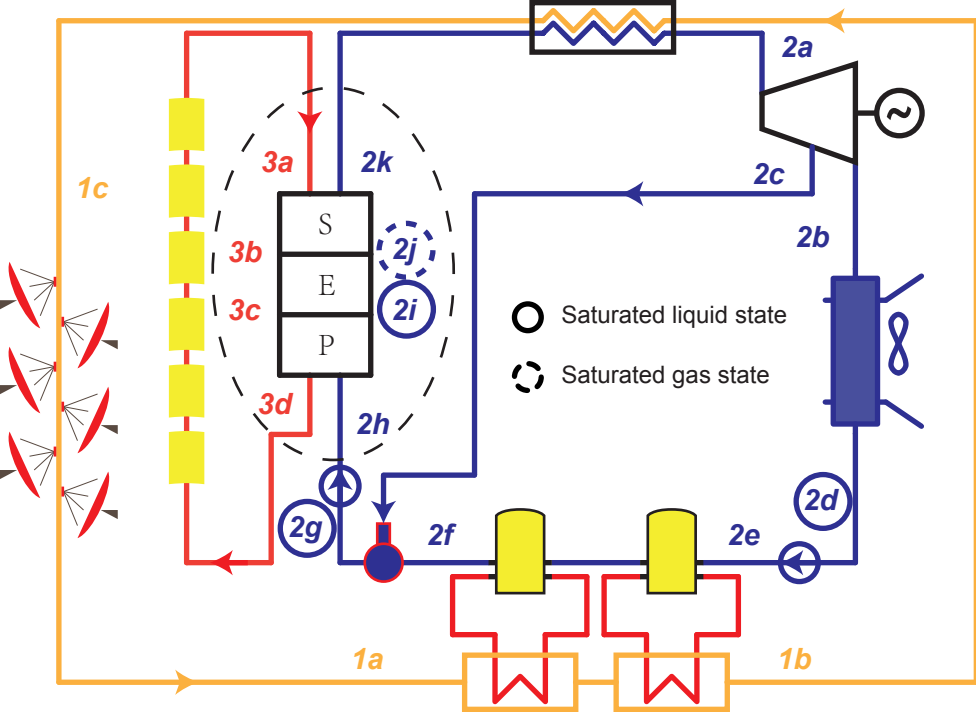 2a
1c
3a
2k
2c
S
2b
3b
2j
E
3c
2i
Saturated liquid state
P
Saturated gas state
3d
2h
2d
2g
2f
2e
1a
1b